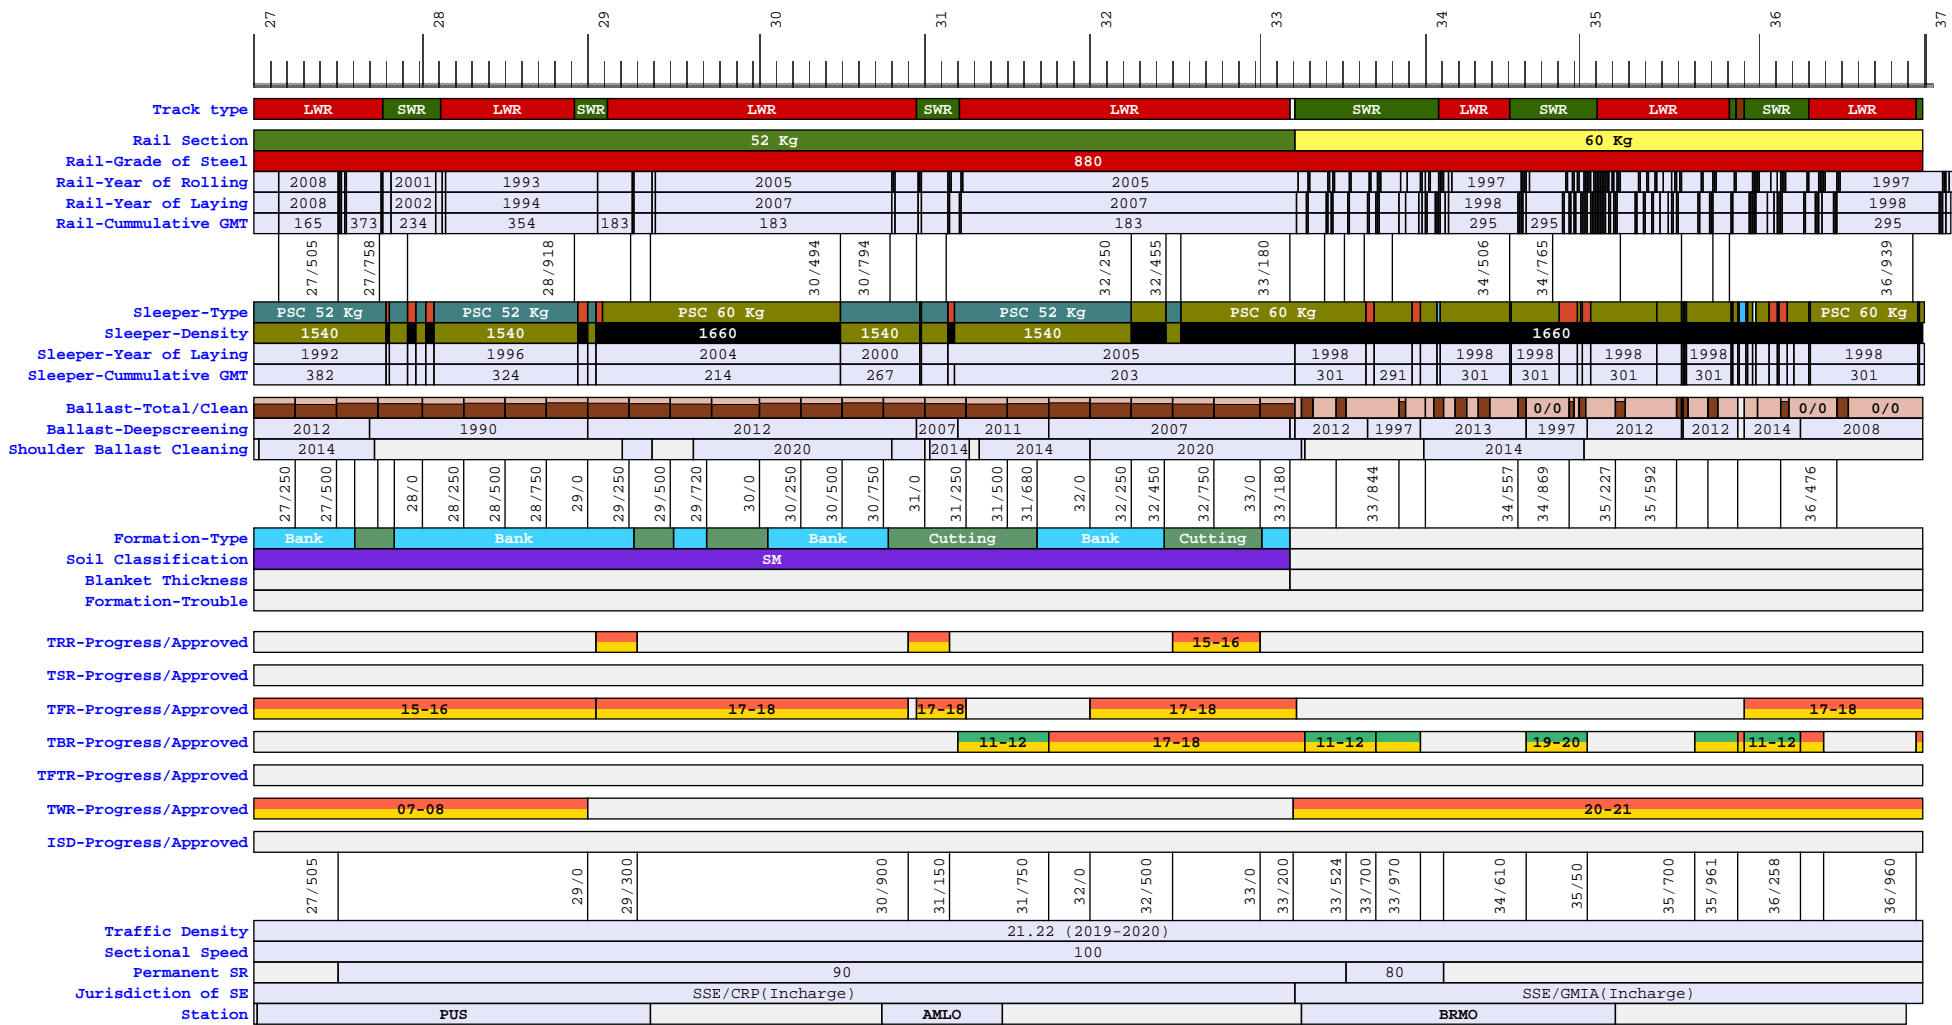 27 28 29 30 31 32 33 34 35 36 37
Track type LWR SWR LWR SWR LWR SWR LWR SWR LWR SWR LWR SWR LWR
Rail Section 52 Kg 60 Kg
Rail-Grade of Steel 880
Rail-Year of Rolling 2008 2001 1993 2005 2005 1997 1997
Rail-Year of Laying 2008 2002 1994 2007 2007 1998 1998
Rail-Cummulative GMT 165 373 234 354 183 183 183 295 295 295
27/505 27/758 28/918 30/494 30/794 32/250 32/455 33/180 34/506 34/765 36/939
Sleeper-Type PSC 52 Kg PSC 52 Kg PSC 60 Kg PSC 52 Kg PSC 60 Kg PSC 60 Kg
Sleeper-Density 1540 1540 1660 1540 1540 1660
Sleeper-Year of Laying 1992 1996 2004 2000 2005 1998 1998 1998 1998 1998 1998
Sleeper-Cummulative GMT 382 324 214 267 203 301 291 301 301 301 301 301
Ballast-Total/Clean 0/0 0/0 0/0
Ballast-Deepscreening 2012 1990 2012 2007 2011 2007 2012 1997 2013 1997 2012 2012 2014 2008
Shoulder Ballast Cleaning 2014 2020 2014 2014 2020 2014
27/250 27/500 28/0 28/250 28/500 28/750 29/0 29/250 29/500 29/720 30/0 30/250 30/500 30/750 31/0 31/250 31/500 31/680 32/0 32/250 32/450 32/750 33/0 33/180 33/844 34/557 34/869 35/227 35/592 36/476
Formation-Type Bank Bank Bank Cutting Bank Cutting
Soil Classification SM
Blanket Thickness
Formation-Trouble
TRR-Progress/Approved 15-16
TSR-Progress/Approved
TFR-Progress/Approved 15-16 17-18 17-18 17-18 17-18
TBR-Progress/Approved 11-12 17-18 11-12 19-20 11-12
TFTR-Progress/Approved
TWR-Progress/Approved 07-08 20-21
ISD-Progress/Approved
27/505 29/0 29/300 30/900 31/150 31/750 32/0 32/500 33/0 33/200 33/524 33/700 33/970 34/610 35/50 35/700 35/961 36/258 36/960
Traffic Density 21.22 (2019-2020)
Sectional Speed 100
Permanent SR 90 80
Jurisdiction of SE SSE/CRP(Incharge) SSE/GMIA(Incharge)
Station PUS AMLO BRMO